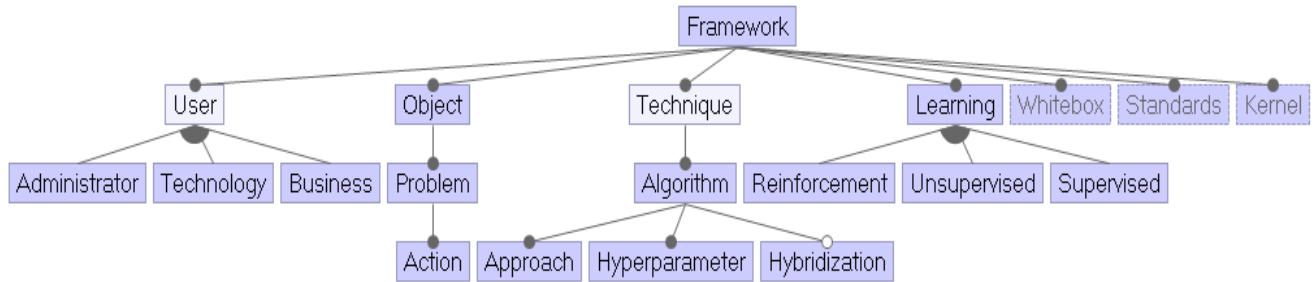 Framework
User Object Technique Learning Whitebox Standards Kernel
Administrator Technology Business Problem Algorithm Reinforcement Unsupervised Supervised
Action Approach Hyperparameter Hybridization